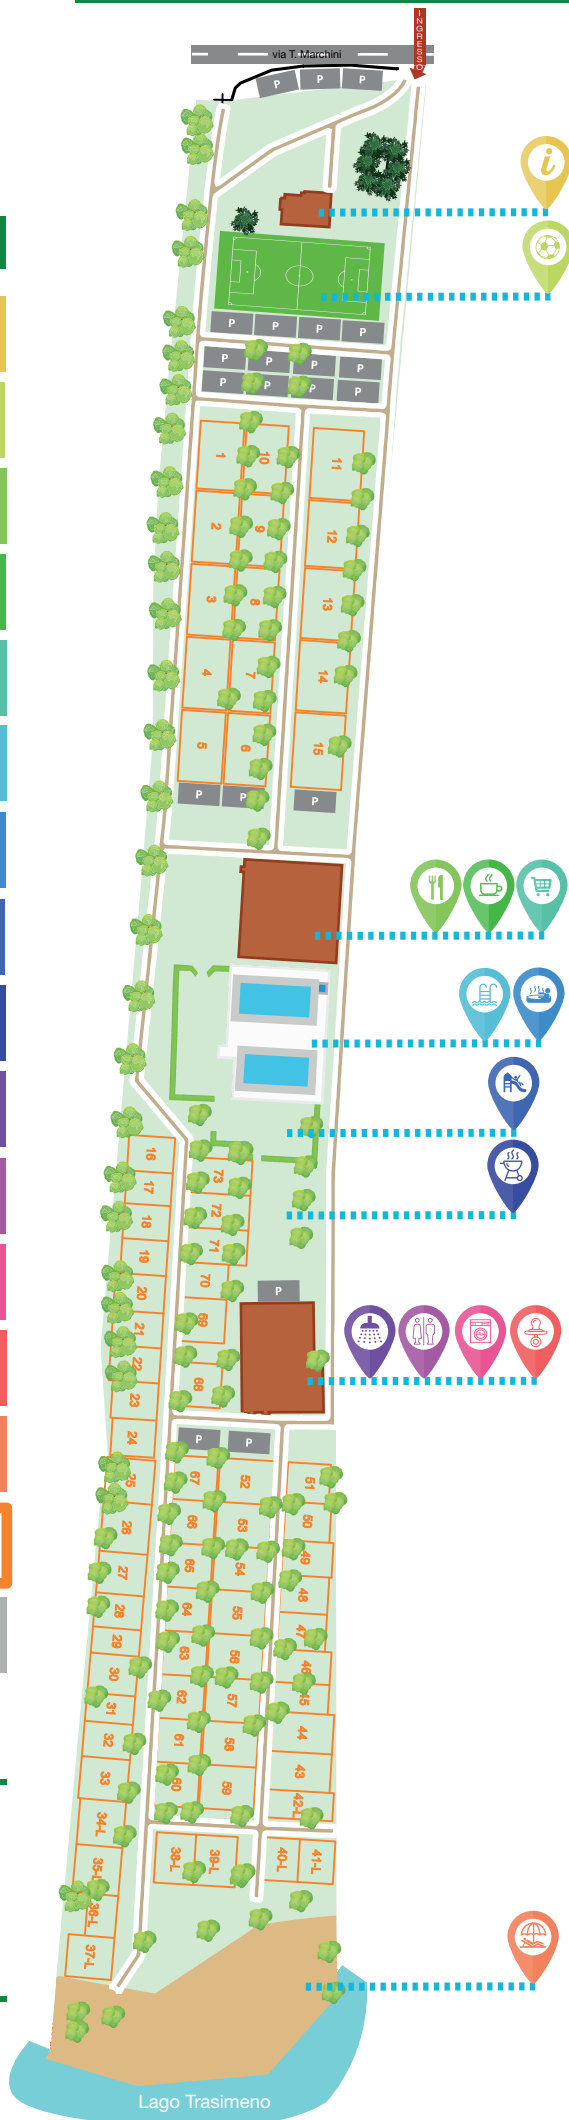 INGRESSO
via T. Marchini
P P P
i
P P P P
P P P P
P P P P
1 10 11
2 9 12
3 8 13
4 7 14
5 6 15
P P P
16
17 73
18 72
19 71
20 70
P
21 69
22
23 68
24
P P
25 67 52 51
26 66 53 50
27 65 54 49
28 64 55 48
29 63 56 47
30 62 57 46
31 45
32 61 58 44
33 60 59 43
42-L
34-L
35-L 38-L 39-L 40-L 41-L
36-L
37-L
Lago Trasimeno